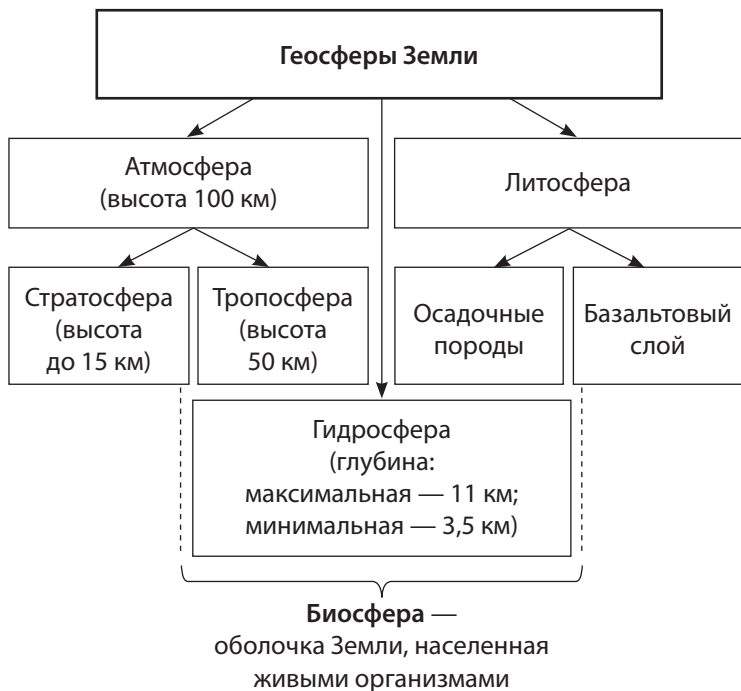 Геосферы Земли
Атмосфера
(высота 100 км)
Литосфера
Стратосфера
(высота
до 15 км)
Тропосфера
(высота
50 км)
Осадочные
породы
Базальтовый
слой
Гидросфера
(глубина:
максимальная — 11 км;
минимальная — 3,5 км)
Биосфера —
оболочка Земли, населенная
живыми организмами